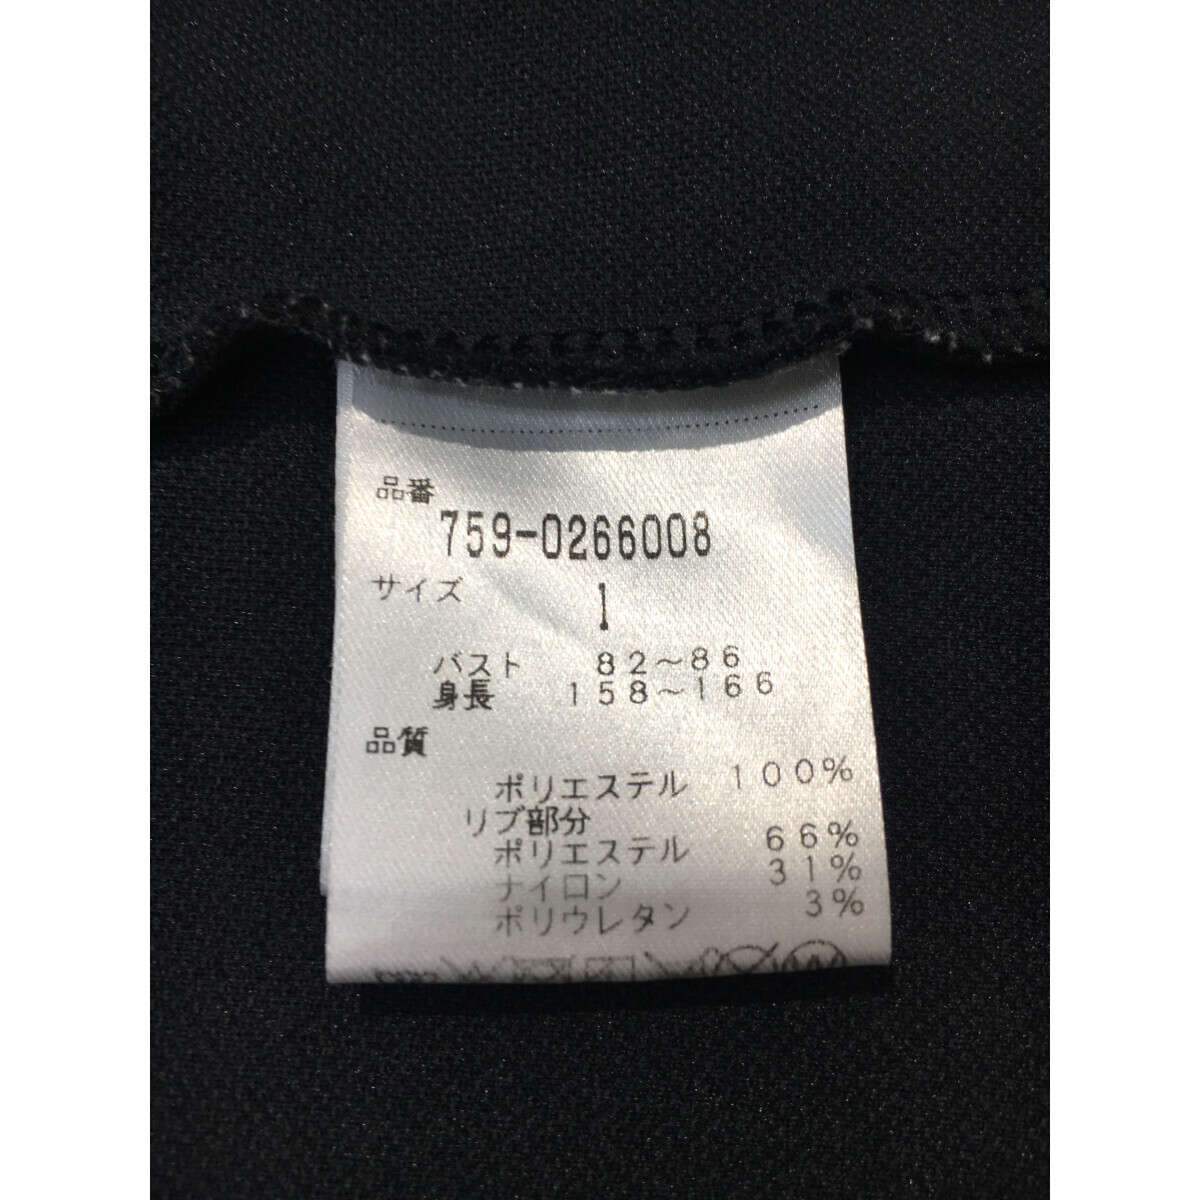 品番
759-0266008
サイズ 1
バスト 82～86
身長 158～166
品質
ポリエステル 100%
リブ部分
ポリエステル 66%
ナイロン 31%
ポリウレタン 3%